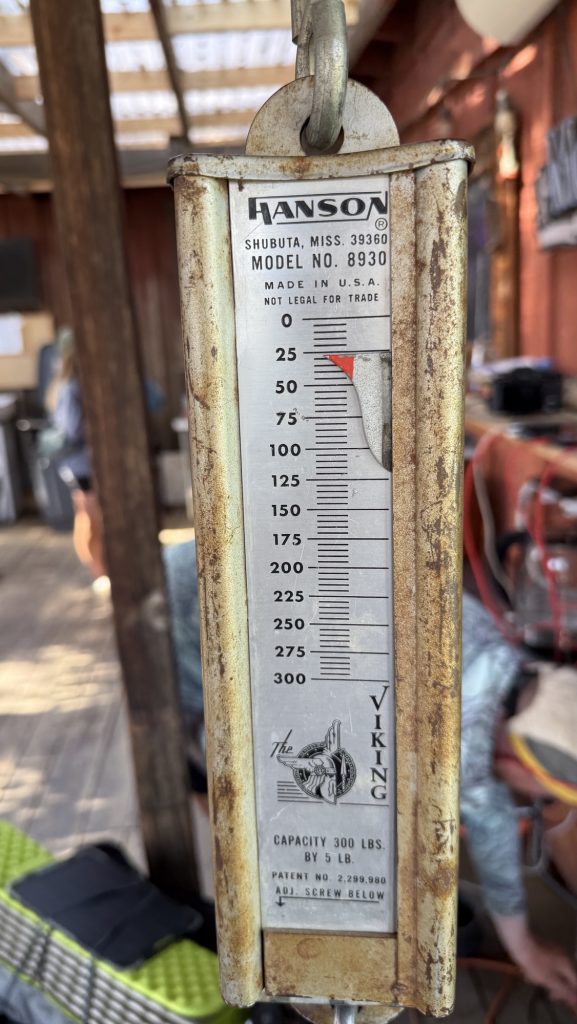 HANSON
®
SHUBUTA, MISS. 39360
MODEL NO. 8930
MADE IN U.S.A.
NOT LEGAL FOR TRADE
0
25
50
75
100
125
150
175
200
225
250
275
300
VIKING
The
CAPACITY 300 LBS.
BY 5 LB.
PATENT NO. 2,299,980
ADJ. SCREW BELOW